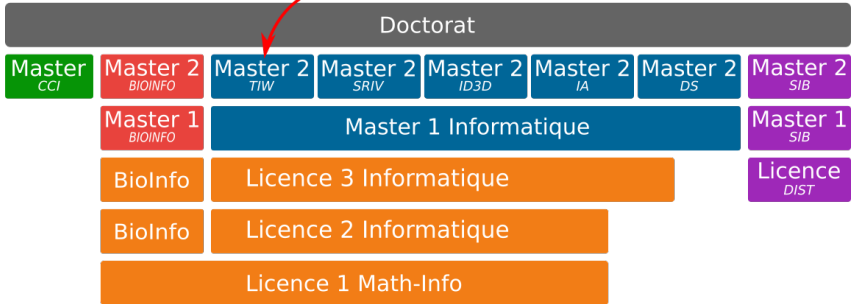 Doctorat
Master Master 2 Master 2 Master 2 Master 2 Master 2 Master 2 Master 2
CCI BIOINFO TIW SRIV ID3D IA DS SIB
Master 1 Master 1 Informatique Master 1
BIOINFO SIB
BioInfo Licence 3 Informatique Licence
DIST
BioInfo Licence 2 Informatique
Licence 1 Math-Info